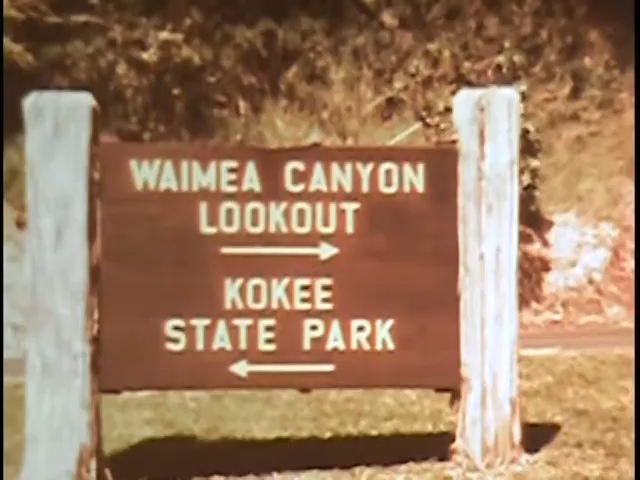 WAIMEA CANYON
LOOKOUT
→
KOKEE
STATE PARK
←